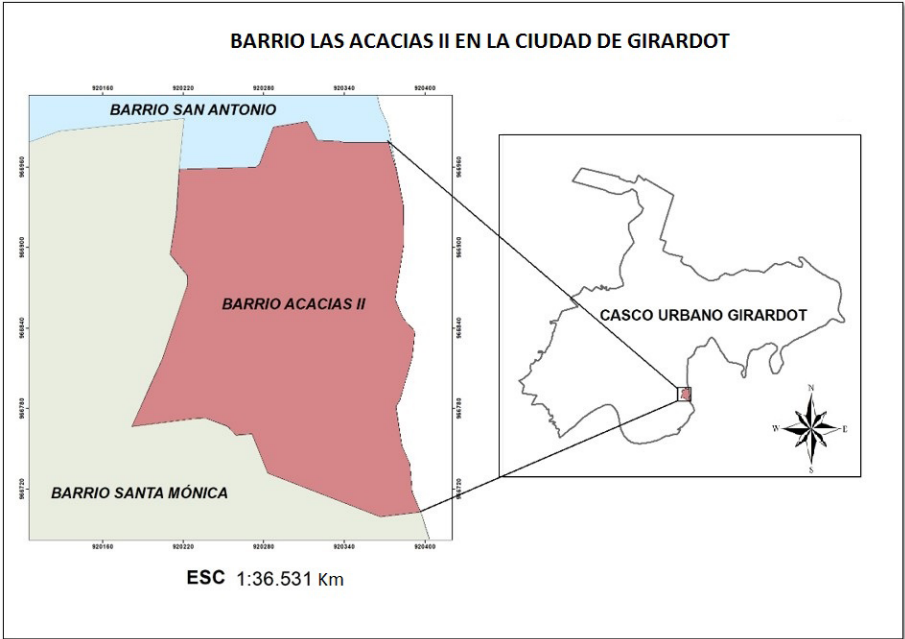 BARRIO LAS ACACIAS II EN LA CIUDAD DE GIRARDOT
920160 920220 920280 920340 920400
BARRIO SAN ANTONIO
966960 966960
966900 966900
BARRIO ACACIAS II
966840 966840
966780 966780
BARRIO SANTA MÓNICA
966720 966720
920160 920220 920280 920340 920400
ESC 1:36.531 Km
CASCO URBANO GIRARDOT
N
W E
S